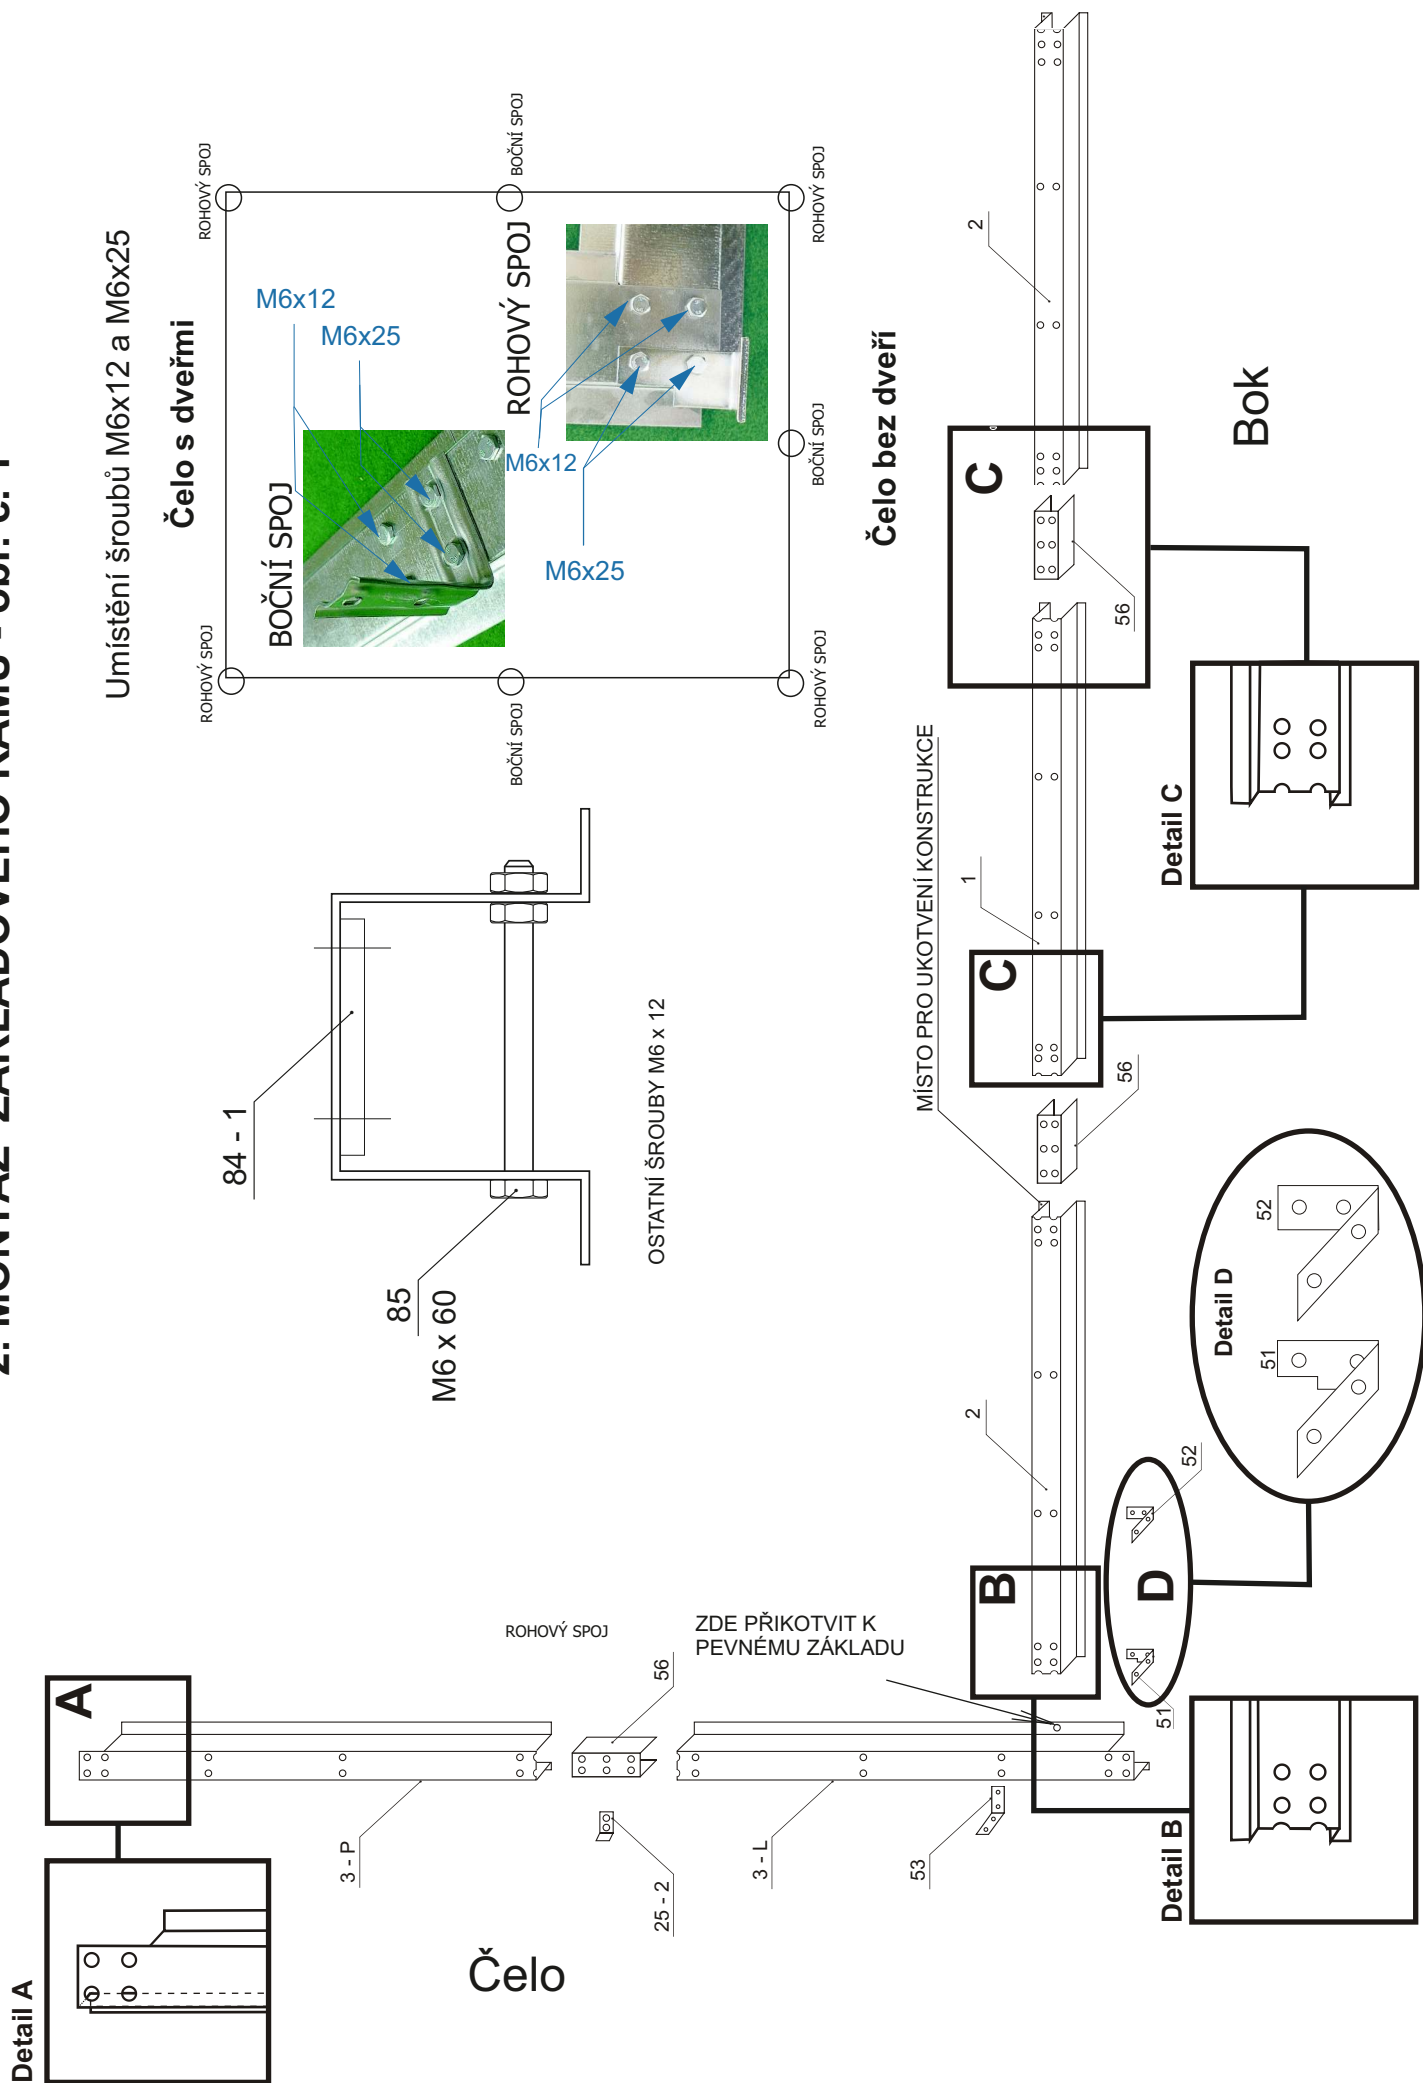 2. MONTÁŽ ZÁKLADOVÉHO RÁMU - obr. č. 1
Umístění šroubů M6x12 a M6x25
Čelo s dveřmi
ROHOVÝ SPOJ
ROHOVÝ SPOJ
BOČNÍ SPOJ
BOČNÍ SPOJ
M6x12
M6x25
BOČNÍ SPOJ
ROHOVÝ SPOJ
M6x12
M6x25
ROHOVÝ SPOJ
BOČNÍ SPOJ
ROHOVÝ SPOJ
Čelo bez dveří
84 - 1
85
M6 x 60
OSTATNÍ ŠROUBY M6 x 12
Detail A
A
3 - P
ROHOVÝ SPOJ
56
25 - 2
3 - L
53
Čelo
ZDE PŘIKOTVIT K
PEVNÉMU ZÁKLADU
B
Detail B
51
D
52
Detail D
51
52
2
MÍSTO PRO UKOTVENÍ KONSTRUKCE
56
C
1
Detail C
C
56
2
Bok